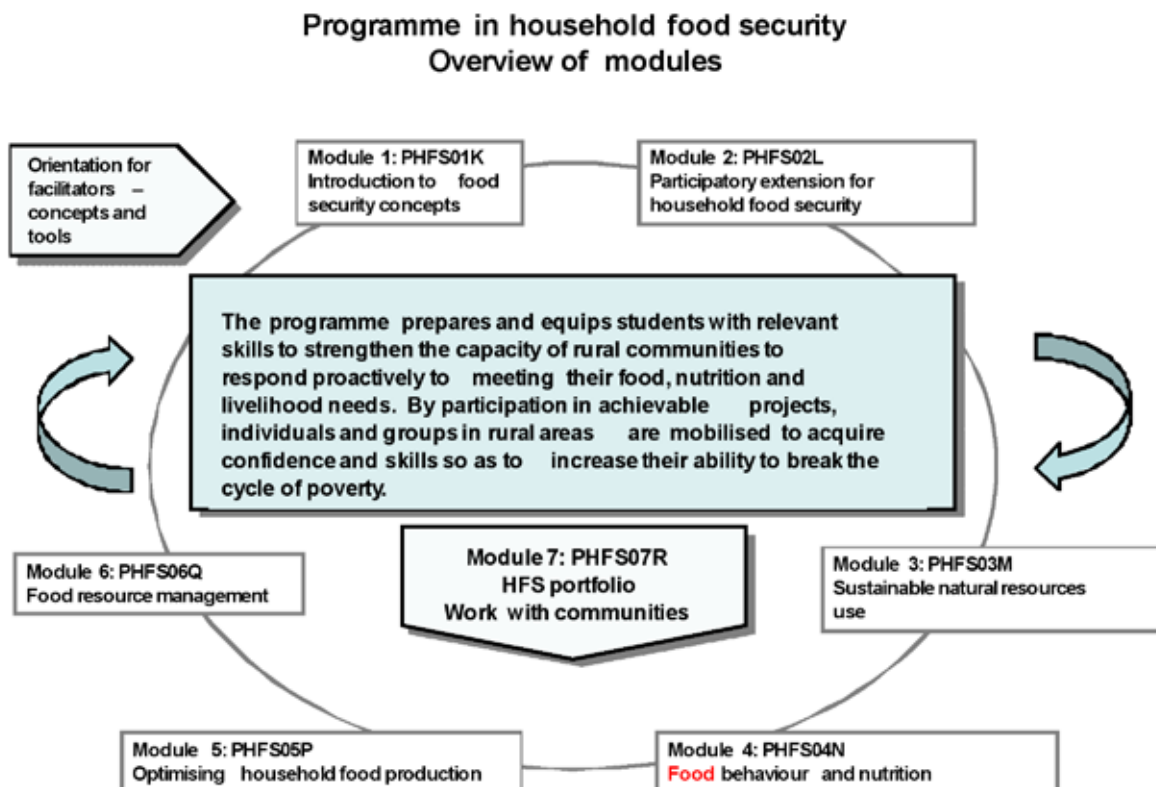 Programme in household food security
Overview of modules
Orientation for
facilitators –
concepts and
tools
Module 1: PHFS01K
Introduction to food
security concepts
Module 2: PHFS02L
Participatory extension for
household food security
The programme prepares and equips students with relevant
skills to strengthen the capacity of rural communities to
respond proactively to meeting their food, nutrition and
livelihood needs. By participation in achievable projects,
individuals and groups in rural areas are mobilised to acquire
confidence and skills so as to increase their ability to break the
cycle of poverty.
Module 7: PHFS07R
HFS portfolio
Work with communities
Module 6: PHFS06Q
Food resource management
Module 3: PHFS03M
Sustainable natural resources
use
Module 5: PHFS05P
Optimising household food production
Module 4: PHFS04N
Food behaviour and nutrition